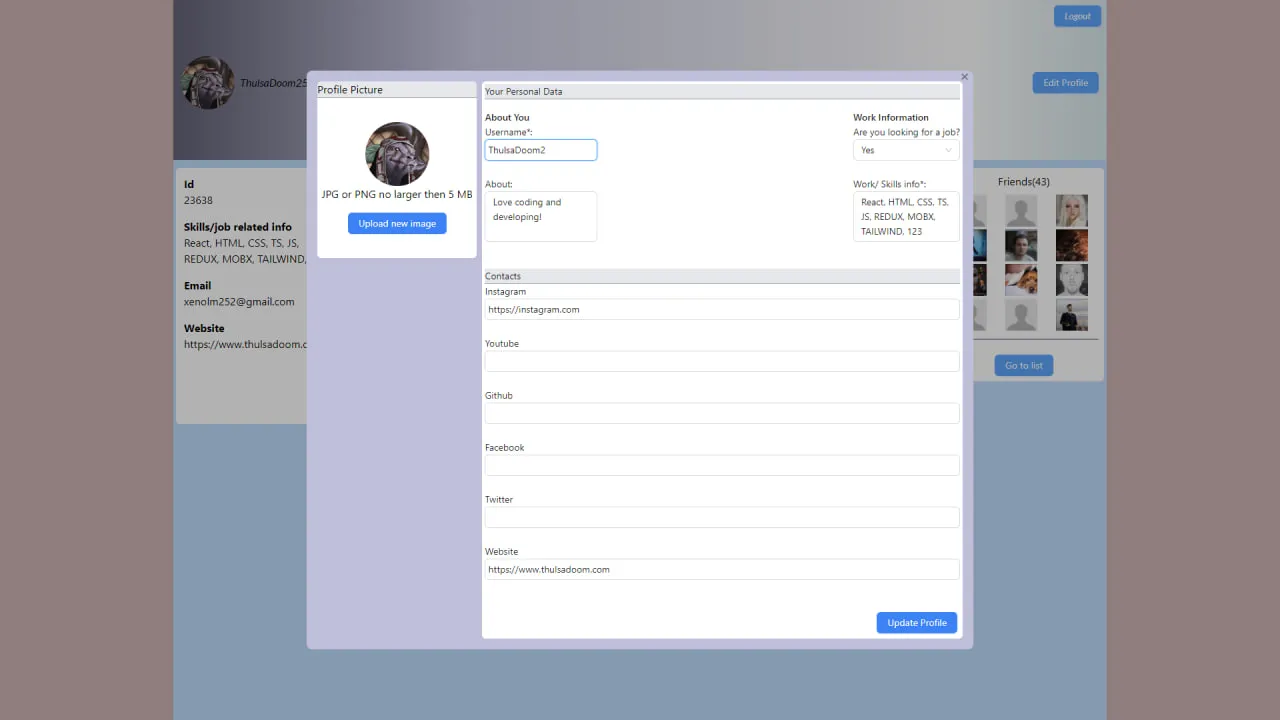 Logout
ThulsaDoom25
Edit Profile
Id
23638
Skills/job related info
React, HTML, CSS, TS, JS,
REDUX, MOBX, TAILWIND,
Email
xenolm252@gmail.com
Website
https://www.thulsadoom.c
Profile Picture
JPG or PNG no larger then 5 MB
Upload new image
Your Personal Data
About You
Username*:
ThulsaDoom2
About:
Love coding and
developing!
Work Information
Are you looking for a job?
Yes
Work/ Skills info*:
React, HTML, CSS, TS,
JS, REDUX, MOBX,
TAILWIND, 123
Contacts
Instagram
https://instagram.com
Youtube
Github
Facebook
Twitter
Website
https://www.thulsadoom.com
Update Profile
Friends(43)
Go to list